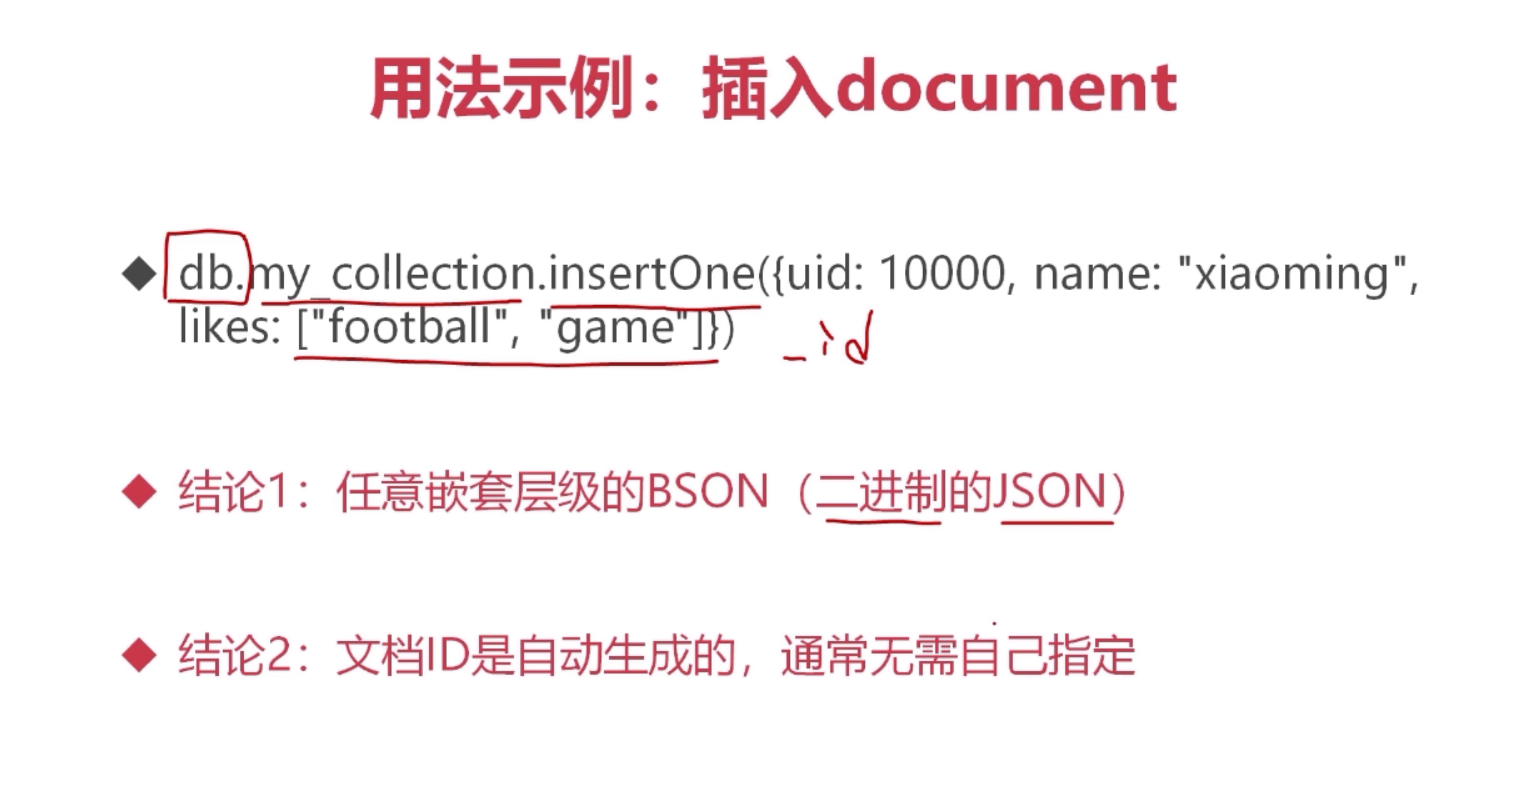 用法示例：插入document
◆ db.my_collection.insertOne({uid: 10000, name: "xiaoming",
likes: ["football", "game"]})
_id
◆ 结论1：任意嵌套层级的BSON（二进制的JSON）
◆ 结论2：文档ID是自动生成的，通常无需自己指定